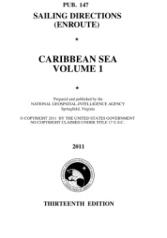 PUB. 147
SAILING DIRECTIONS
(ENROUTE)
★
CARIBBEAN SEA
VOLUME 1
★
Prepared and published by the
NATIONAL GEOSPATIAL-INTELLIGENCE AGENCY
Springfield, Virginia
© COPYRIGHT 2011 BY THE UNITED STATES GOVERNMENT
NO COPYRIGHT CLAIMED UNDER TITLE 17 U.S.C.
2011
THIRTEENTH EDITION